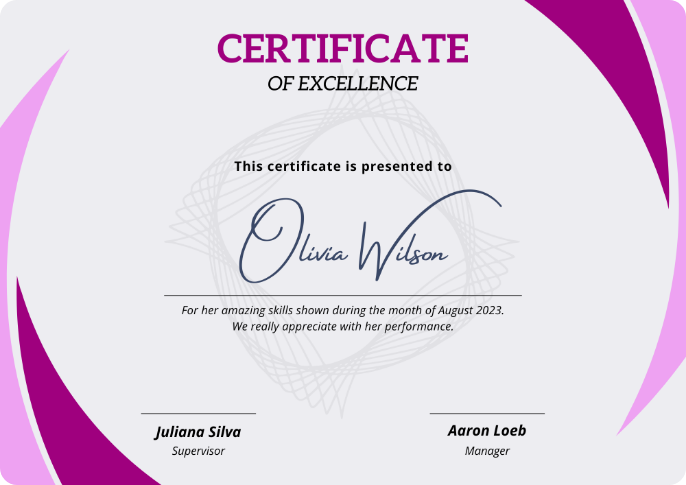 CERTIFICATE
OF EXCELLENCE
This certificate is presented to
Olivia Wilson
For her amazing skills shown during the month of August 2023.
We really appreciate with her performance.
Juliana Silva
Aaron Loeb
Supervisor
Manager